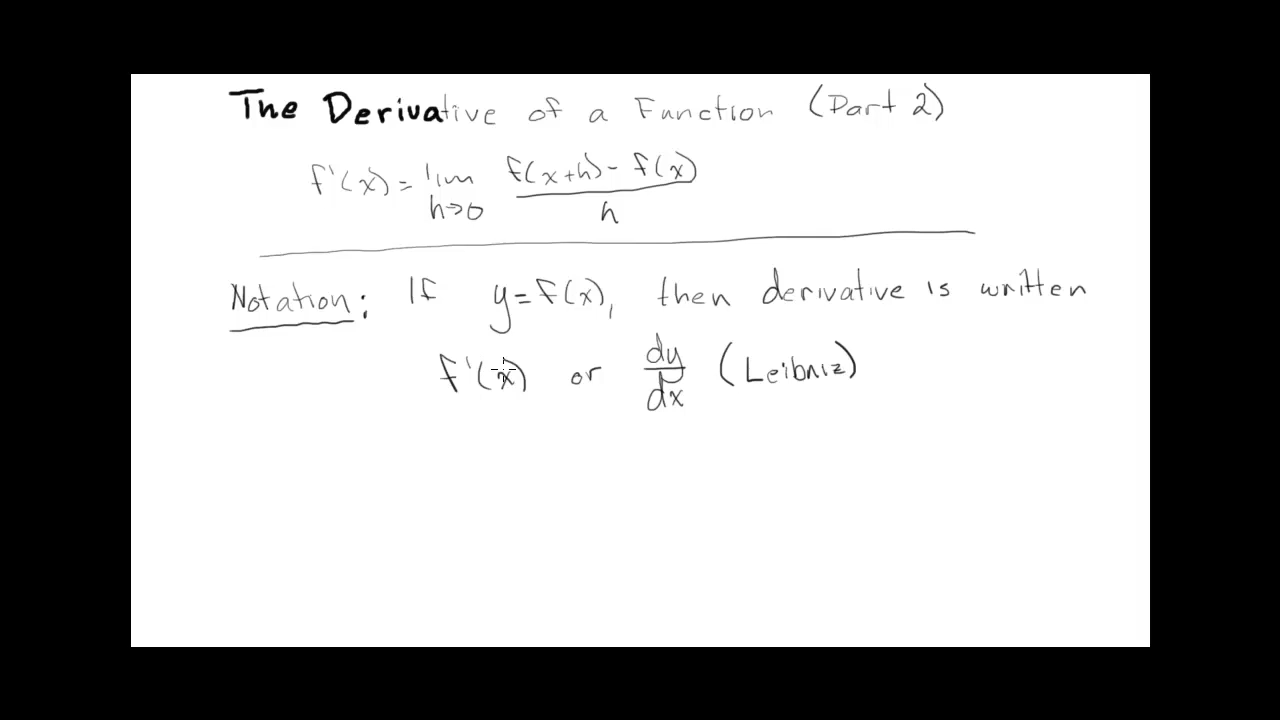 The Derivative of a Function (Part 2)
f'(x) = lim h→0 f(x+h) - f(x) / h
Notation: If y = f(x), then derivative is written
f'(x) or dy/dx (Leibniz)